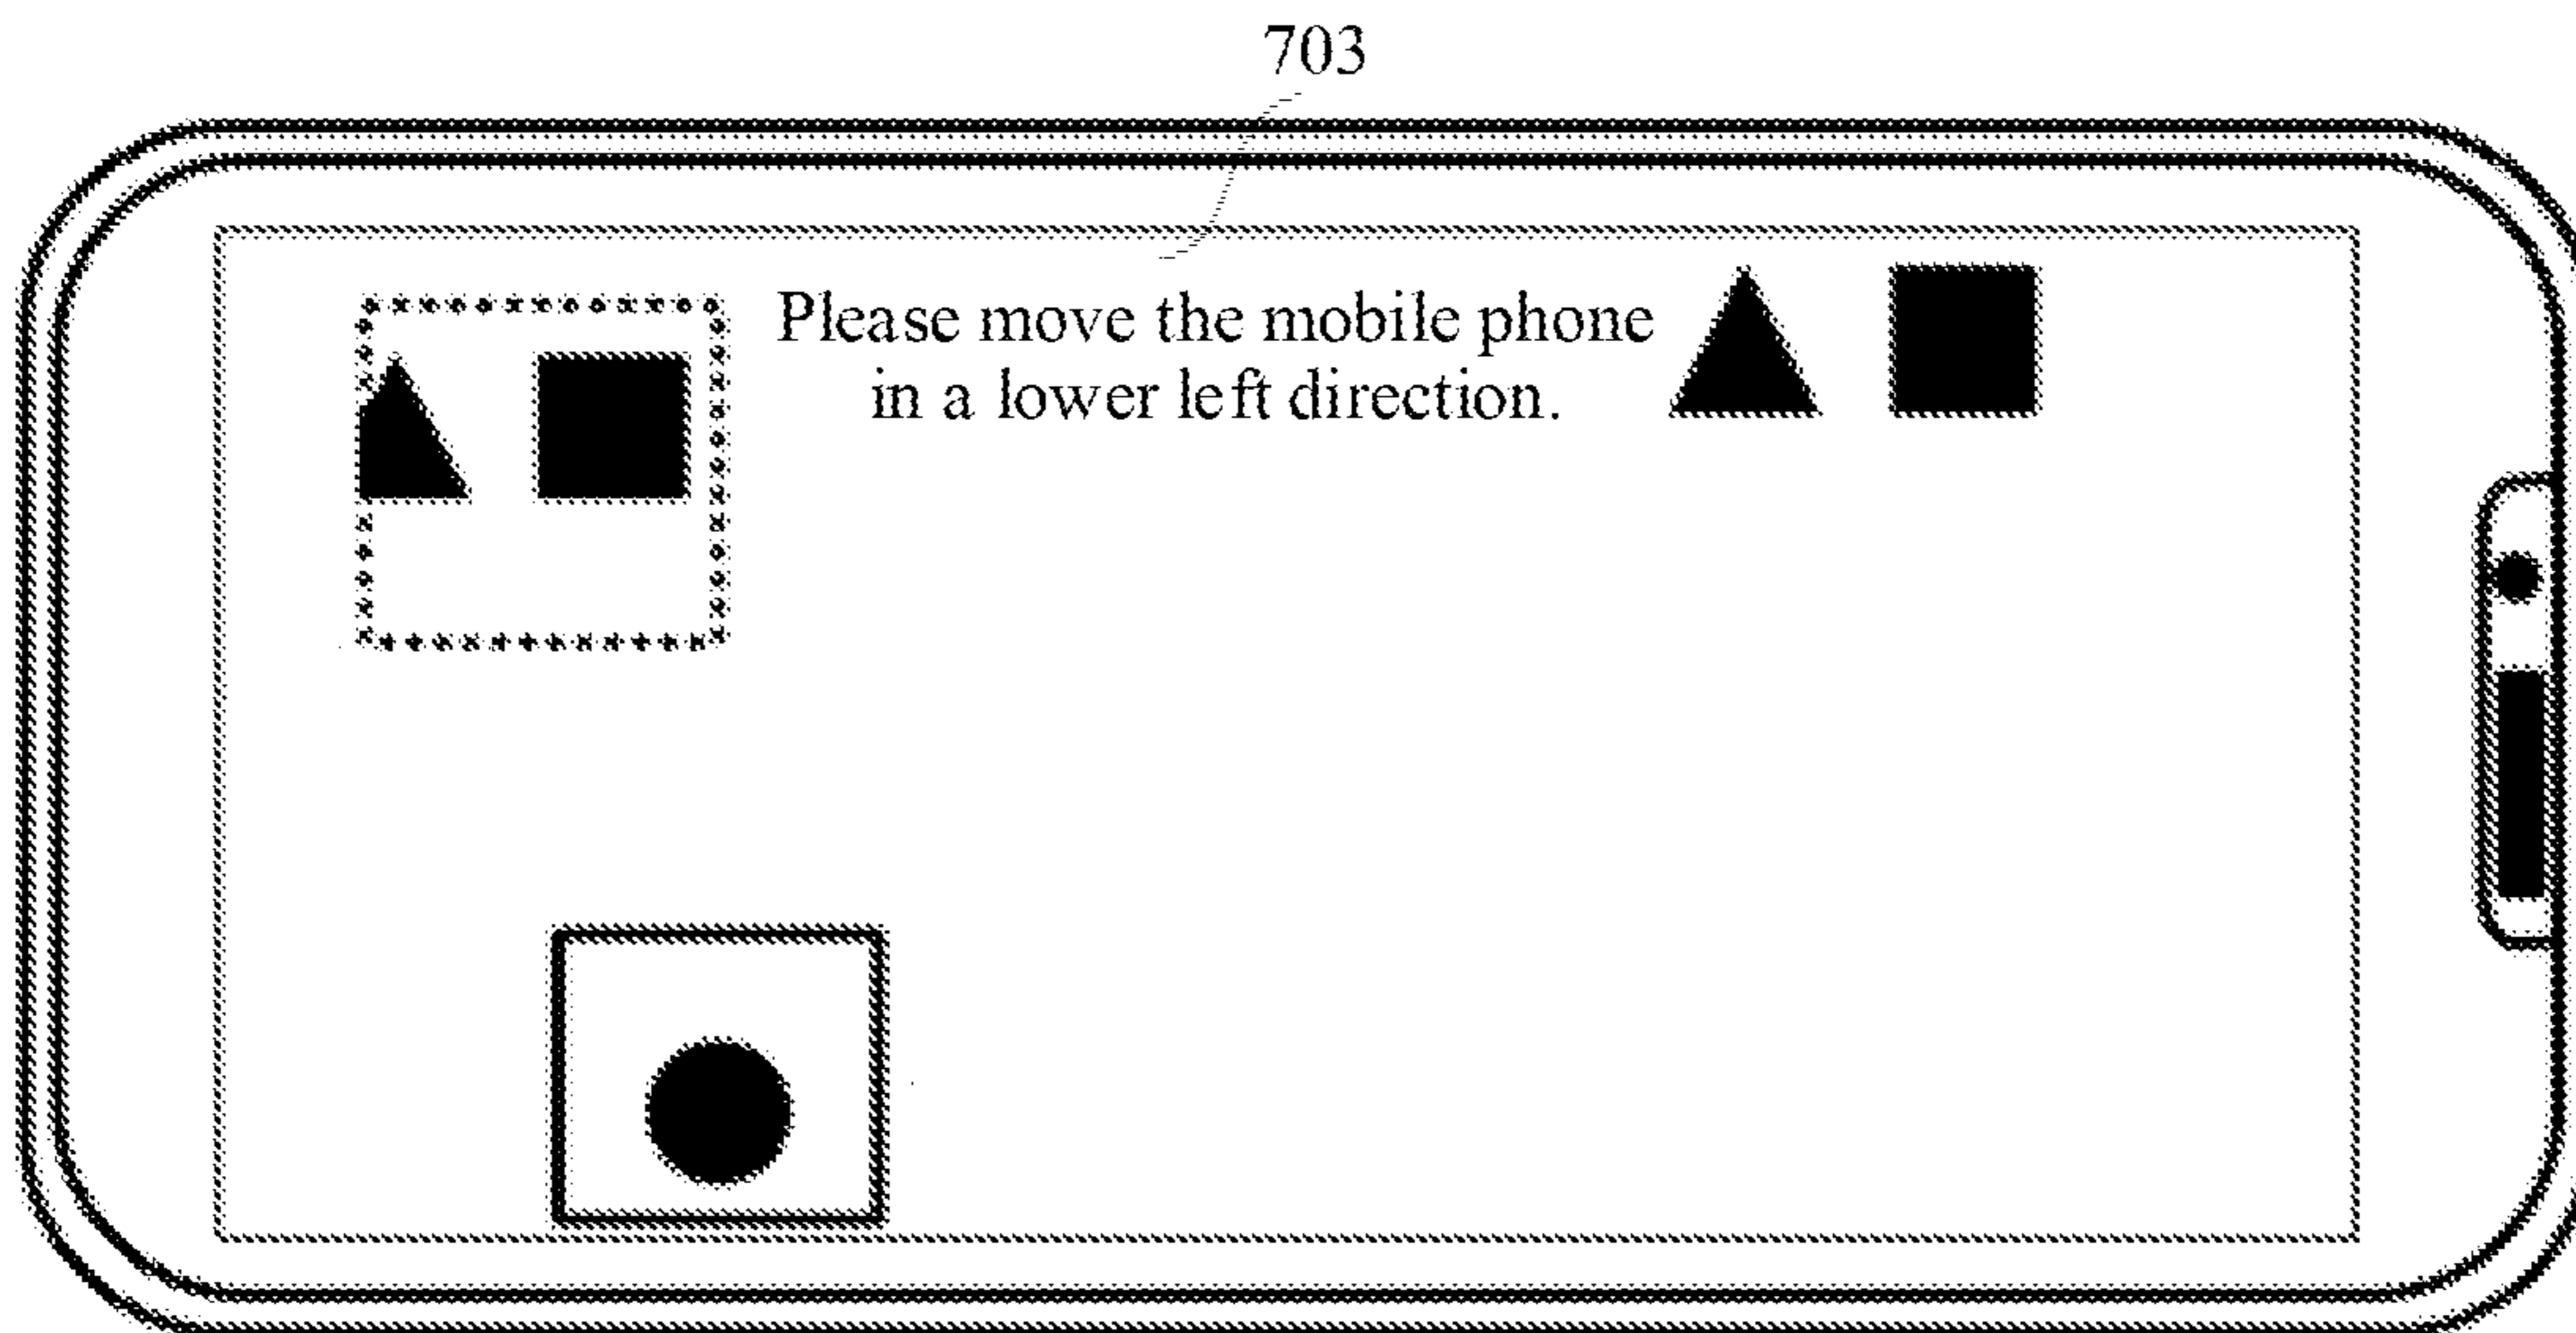 703
Please move the mobile phone
in a lower left direction.